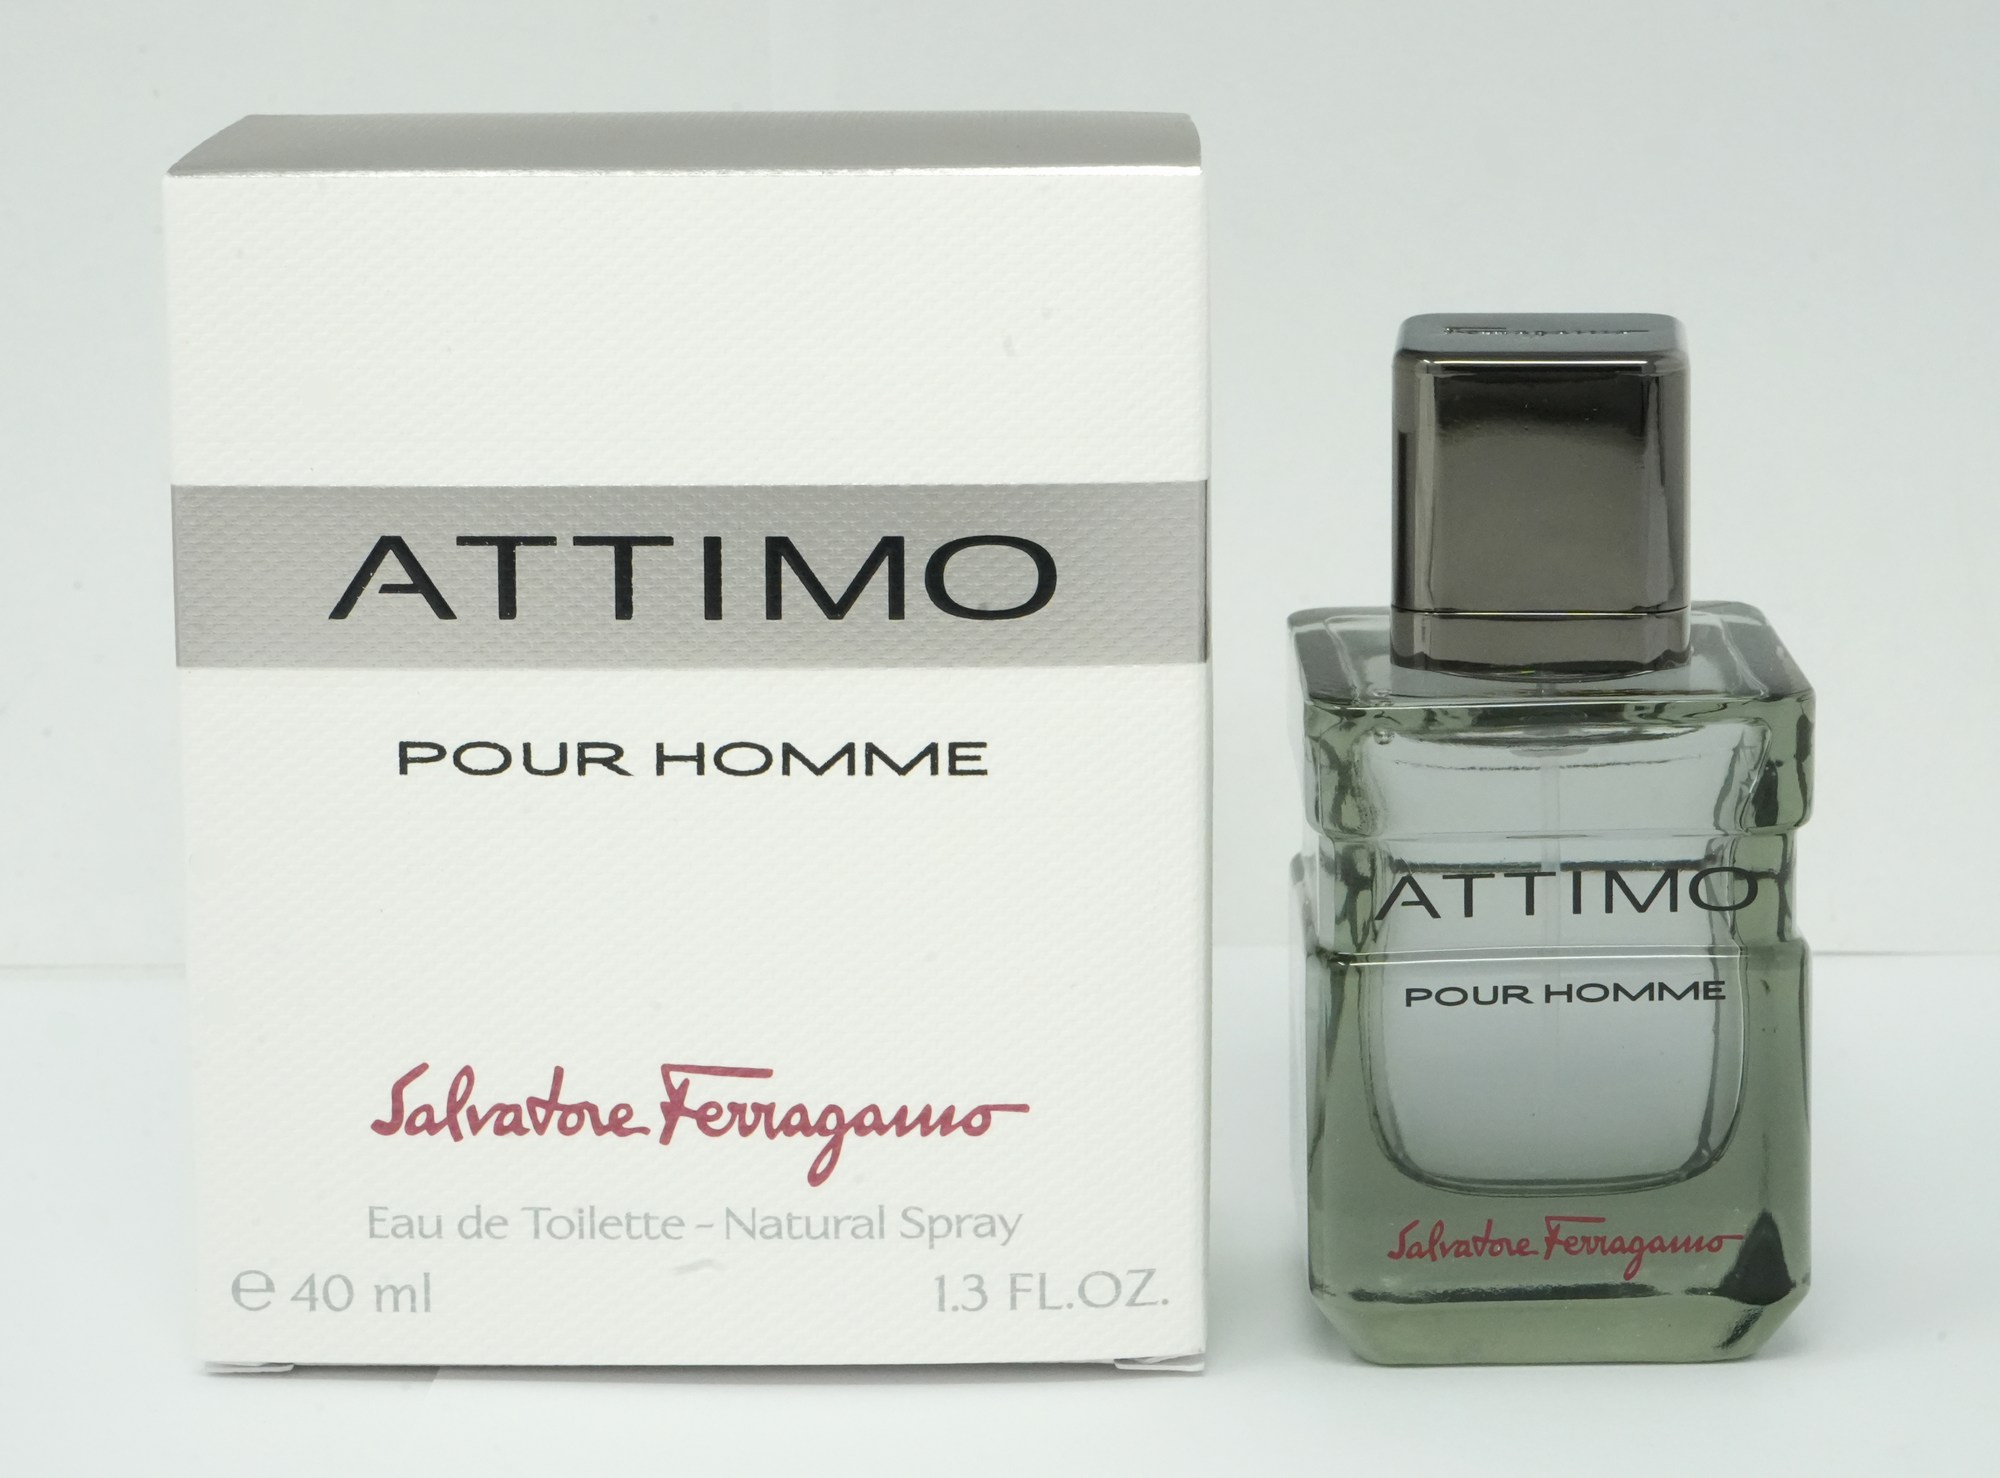 ATTIMO
POUR HOMME
Salvatore Ferragamo
Eau de Toilette - Natural Spray
℮ 40 ml 1.3 FL.OZ.
Ferragamo
ATTIMO
POUR HOMME
Salvatore Ferragamo